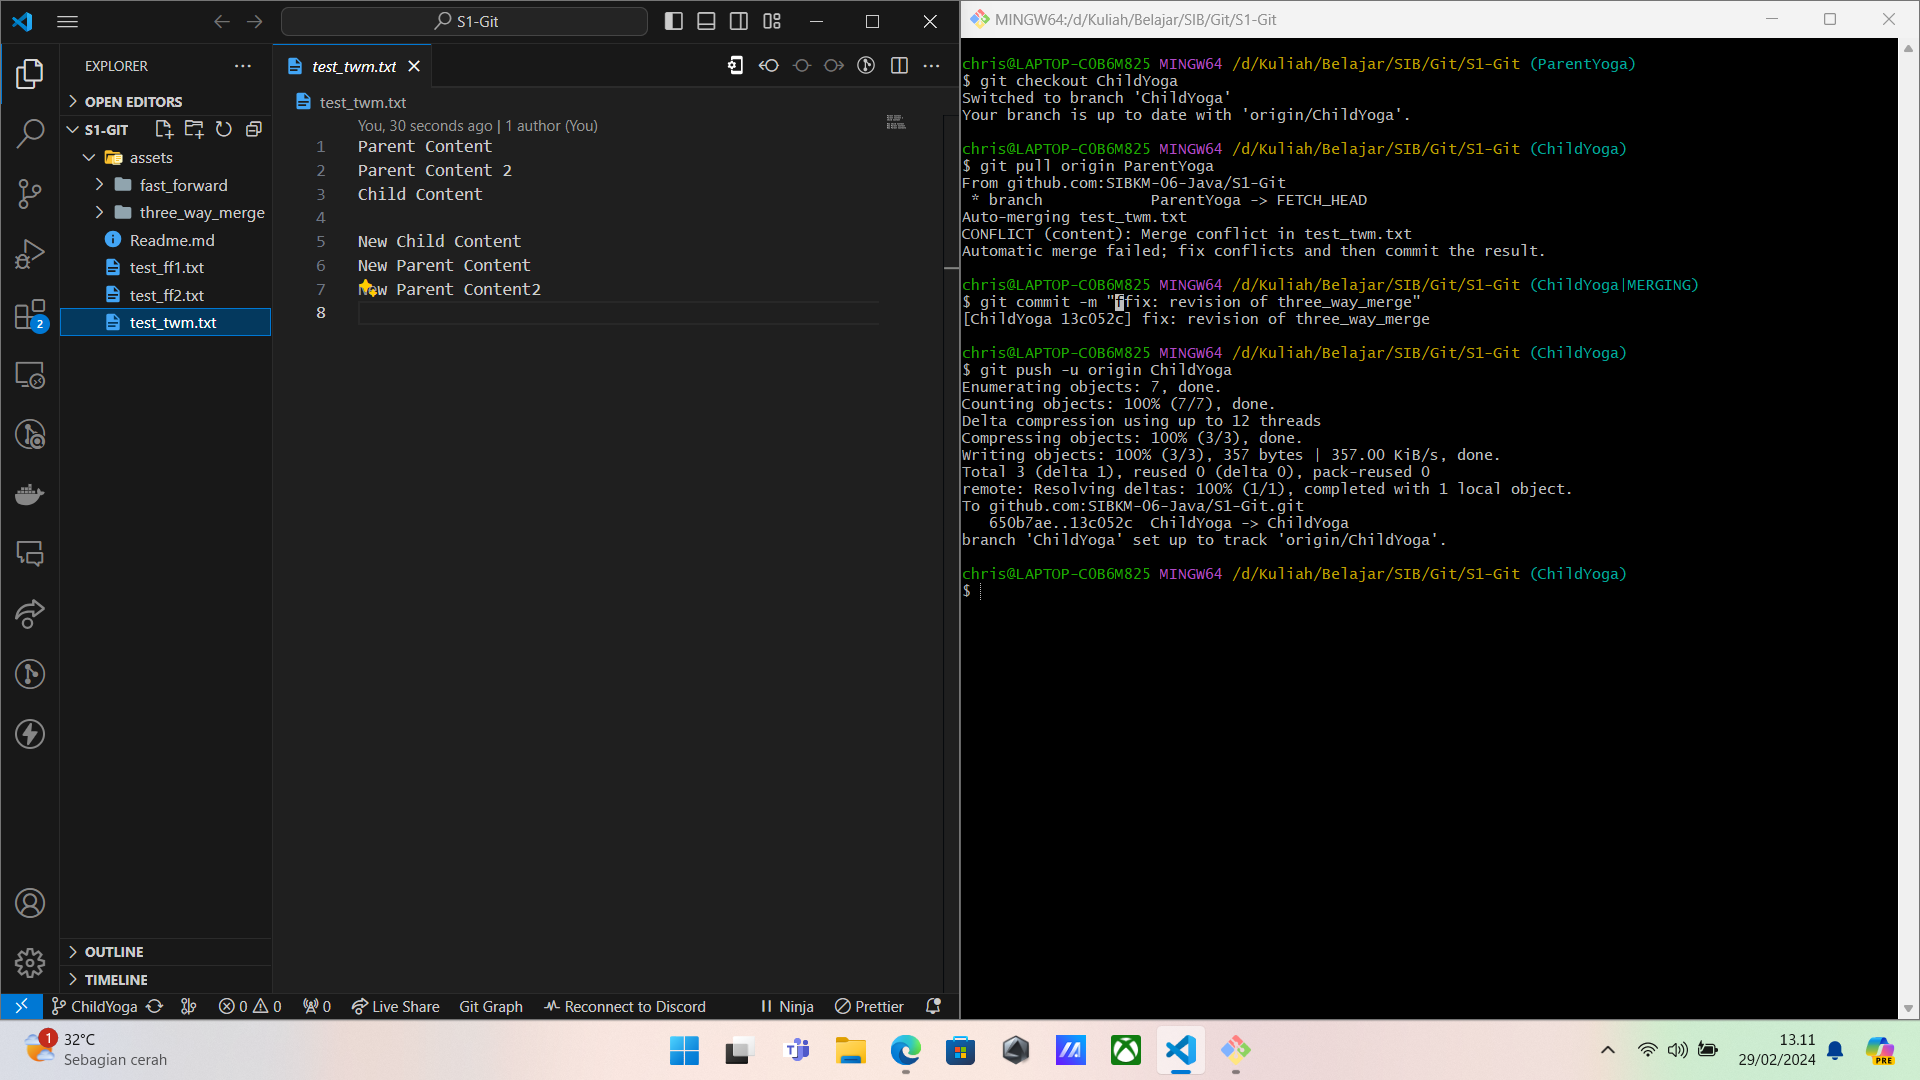 S1-Git
EXPLORER
OPEN EDITORS
S1-GIT
assets
fast_forward
three_way_merge
Readme.md
test_ff1.txt
test_ff2.txt
test_twm.txt
OUTLINE
TIMELINE
2
test_twm.txt
test_twm.txt
You, 30 seconds ago | 1 author (You)
1 Parent Content
2 Parent Content 2
3 Child Content
4
5 New Child Content
6 New Parent Content
7 New Parent Content2
8
ChildYoga 0 0 0 Live Share Git Graph Reconnect to Discord Ninja Prettier
MINGW64:/d/Kuliah/Belajar/SIB/Git/S1-Git
chris@LAPTOP-COB6M825 MINGW64 /d/Kuliah/Belajar/SIB/Git/S1-Git (ParentYoga)
$ git checkout ChildYoga
Switched to branch 'ChildYoga'
Your branch is up to date with 'origin/ChildYoga'.
chris@LAPTOP-COB6M825 MINGW64 /d/Kuliah/Belajar/SIB/Git/S1-Git (ChildYoga)
$ git pull origin ParentYoga
From github.com:SIBKM-06-Java/S1-Git
* branch ParentYoga -> FETCH_HEAD
Auto-merging test_twm.txt
CONFLICT (content): Merge conflict in test_twm.txt
Automatic merge failed; fix conflicts and then commit the result.
chris@LAPTOP-COB6M825 MINGW64 /d/Kuliah/Belajar/SIB/Git/S1-Git (ChildYoga|MERGING)
$ git commit -m "ffix: revision of three_way_merge"
[ChildYoga 13c052c] fix: revision of three_way_merge
chris@LAPTOP-COB6M825 MINGW64 /d/Kuliah/Belajar/SIB/Git/S1-Git (ChildYoga)
$ git push -u origin ChildYoga
Enumerating objects: 7, done.
Counting objects: 100% (7/7), done.
Delta compression using up to 12 threads
Compressing objects: 100% (3/3), done.
Writing objects: 100% (3/3), 357 bytes | 357.00 KiB/s, done.
Total 3 (delta 1), reused 0 (delta 0), pack-reused 0
remote: Resolving deltas: 100% (1/1), completed with 1 local object.
To github.com:SIBKM-06-Java/S1-Git.git
650b7ae..13c052c ChildYoga -> ChildYoga
branch 'ChildYoga' set up to track 'origin/ChildYoga'.
chris@LAPTOP-COB6M825 MINGW64 /d/Kuliah/Belajar/SIB/Git/S1-Git (ChildYoga)
$
1
32°C
Sebagian cerah
13.11
29/02/2024
PRE